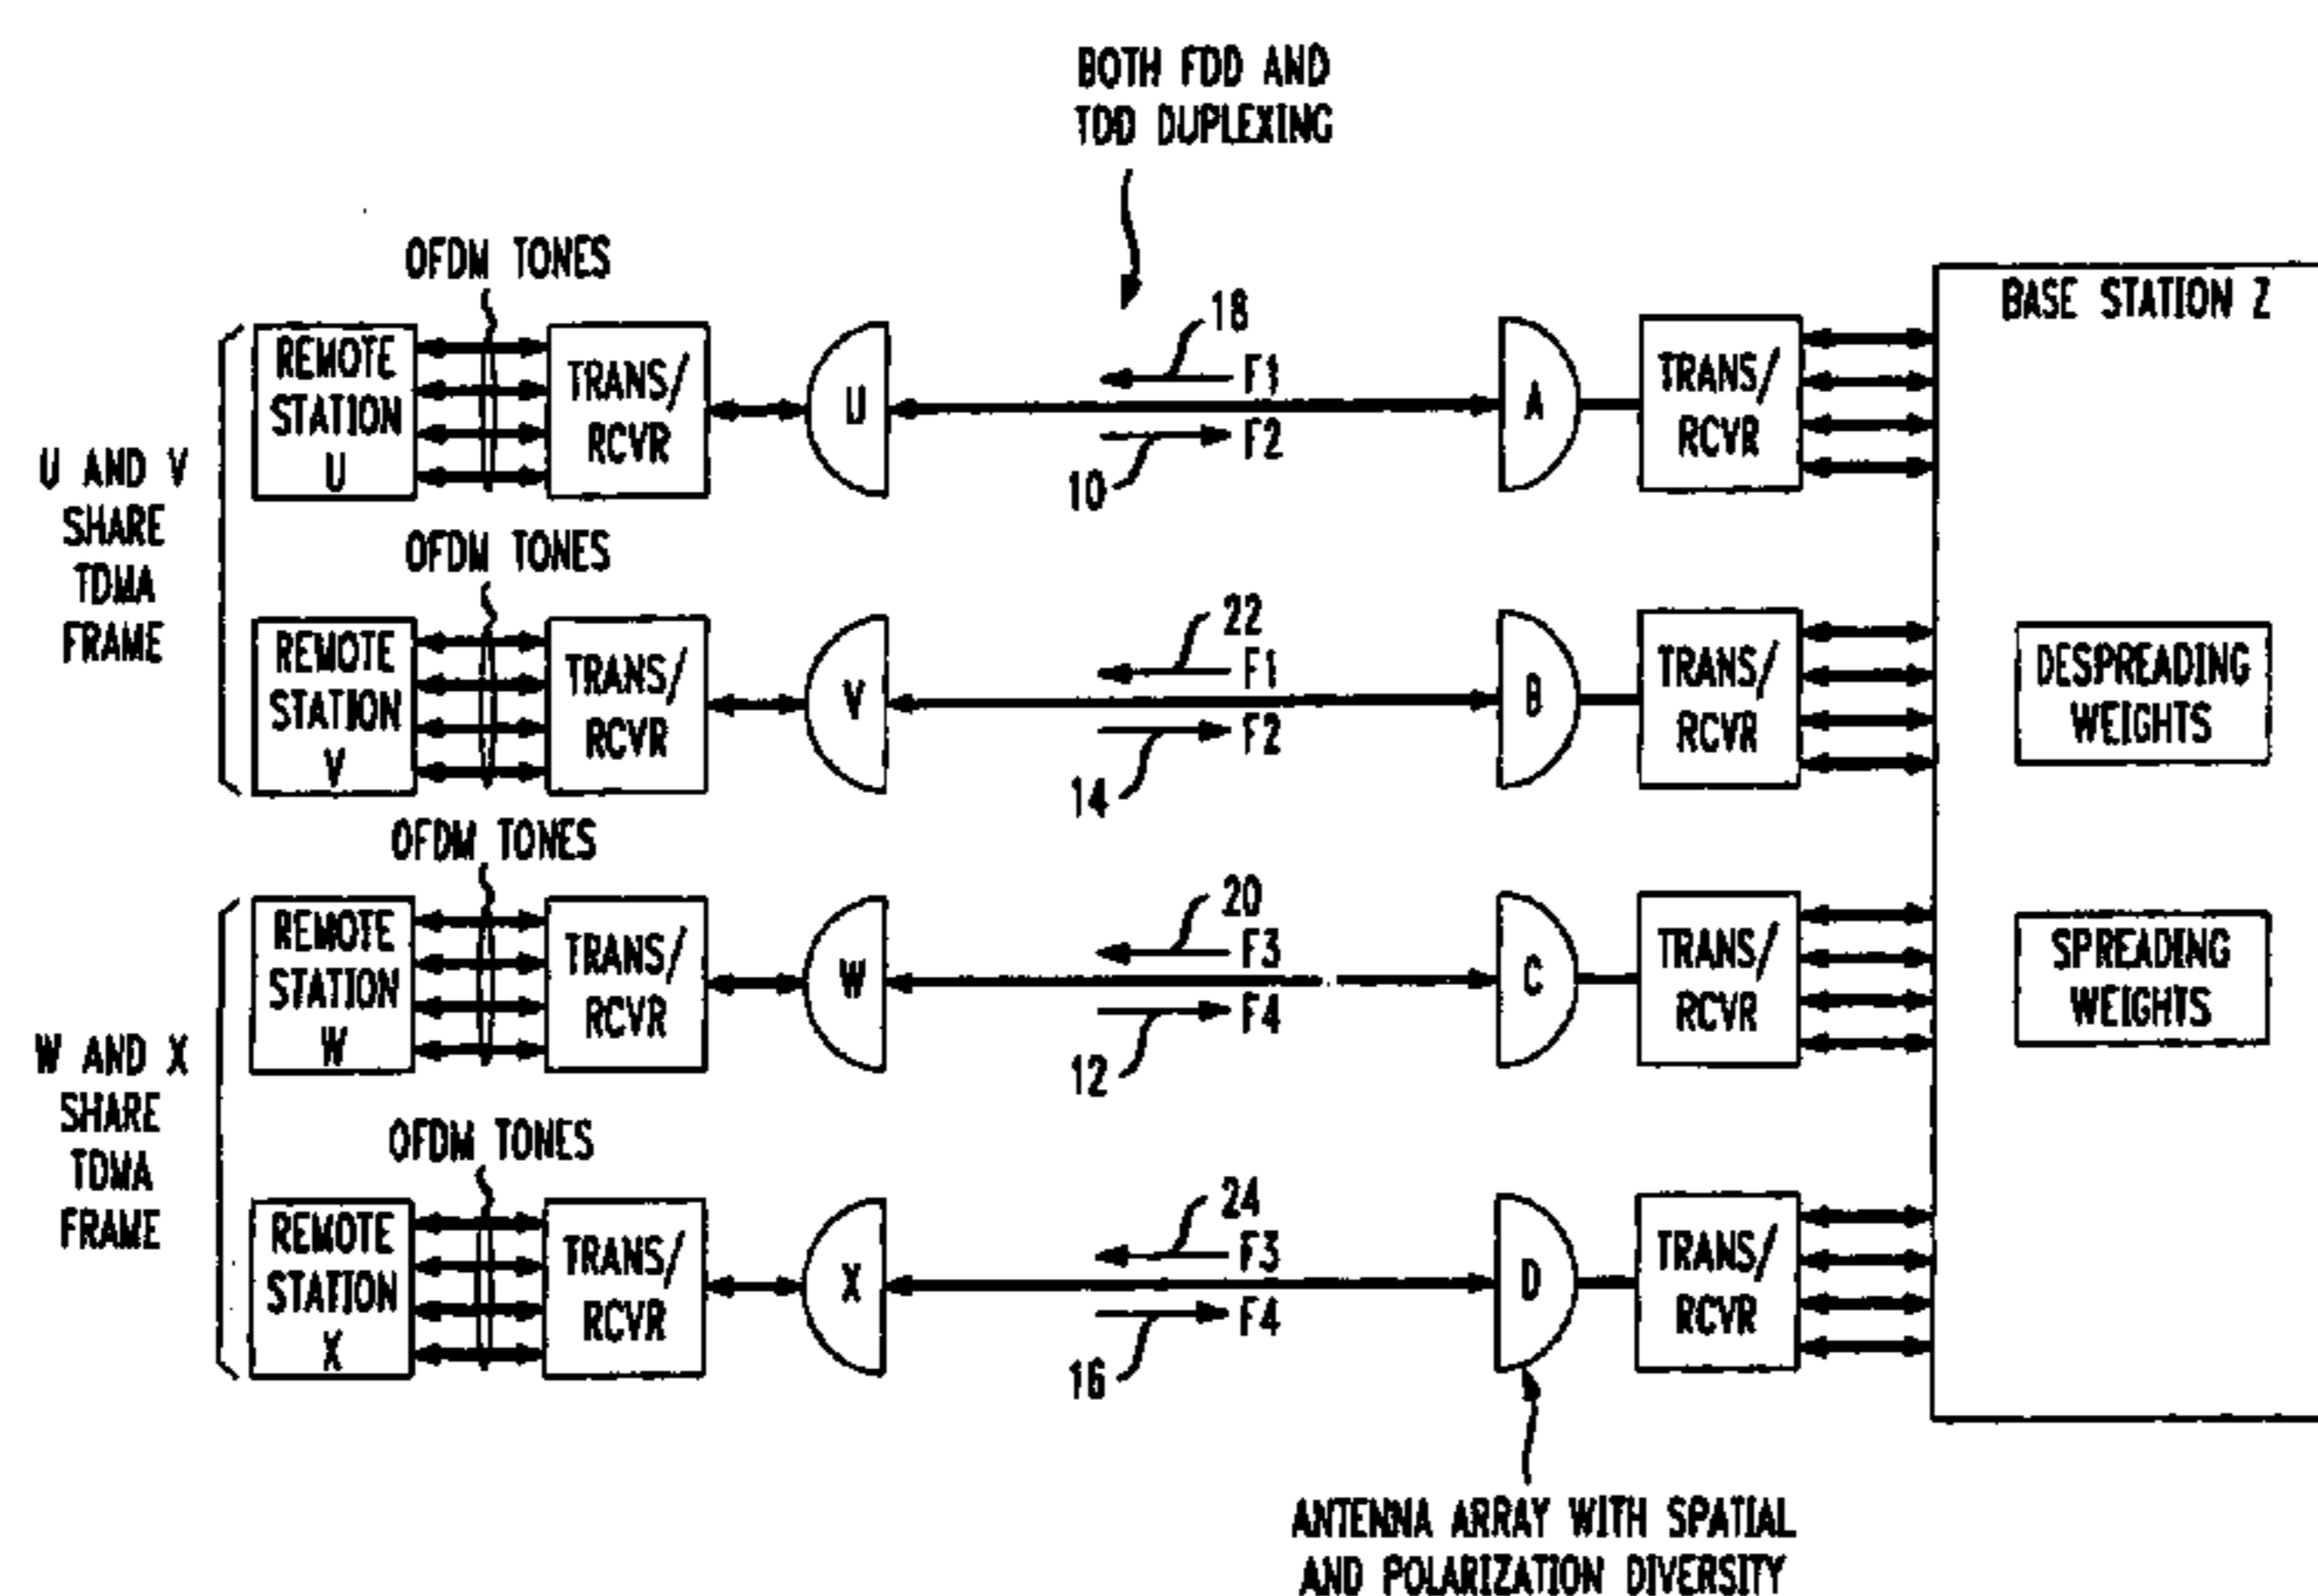 BOTH FDD AND
TDD DUPLEXING
OFDM TONES
BASE STATION Z
REMOTE
STATION
U
TRANS/
RCVR
U
18
F1
F2
10
A
TRANS/
RCVR
U AND V
SHARE
TDMA
FRAME
OFDM TONES
REMOTE
STATION
V
TRANS/
RCVR
V
22
F1
F2
14
B
TRANS/
RCVR
DESPREADING
WEIGHTS
OFDM TONES
REMOTE
STATION
W
TRANS/
RCVR
W
20
F3
F4
12
C
TRANS/
RCVR
SPREADING
WEIGHTS
W AND X
SHARE
TDMA
FRAME
OFDM TONES
REMOTE
STATION
X
TRANS/
RCVR
X
24
F3
F4
16
D
TRANS/
RCVR
ANTENNA ARRAY WITH SPATIAL
AND POLARIZATION DIVERSITY